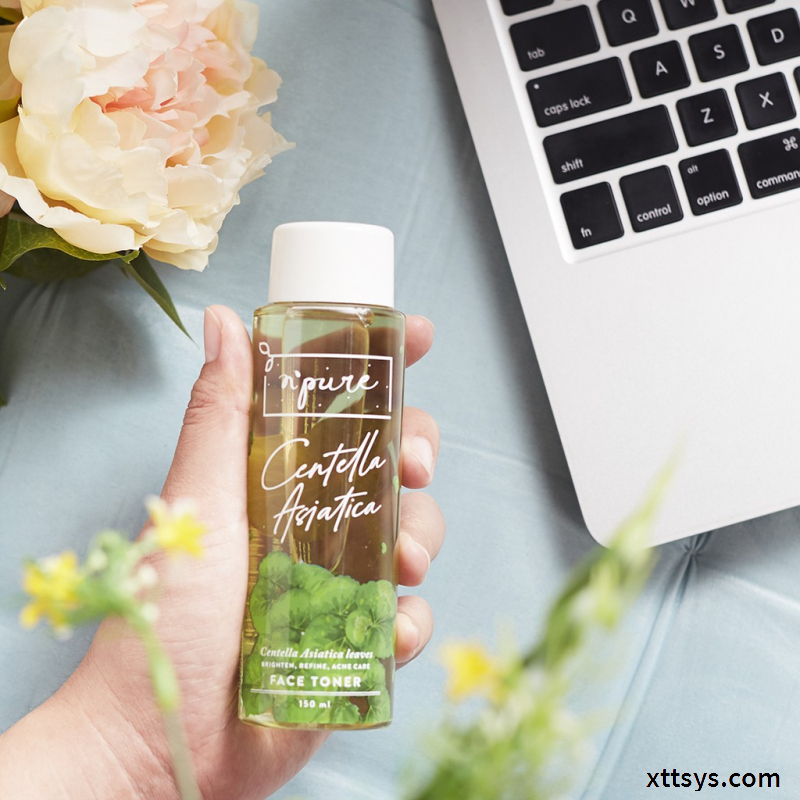 Q
W
tab
A
S
D
caps lock
Z
X
shift
⌘
alt
fn
control
option
command
n'pure
Centella
Asiatica
Centella Asiatica leaves
BRIGHTEN, REFINE, ACNE CARE
FACE TONER
150 ml
xttsys.com